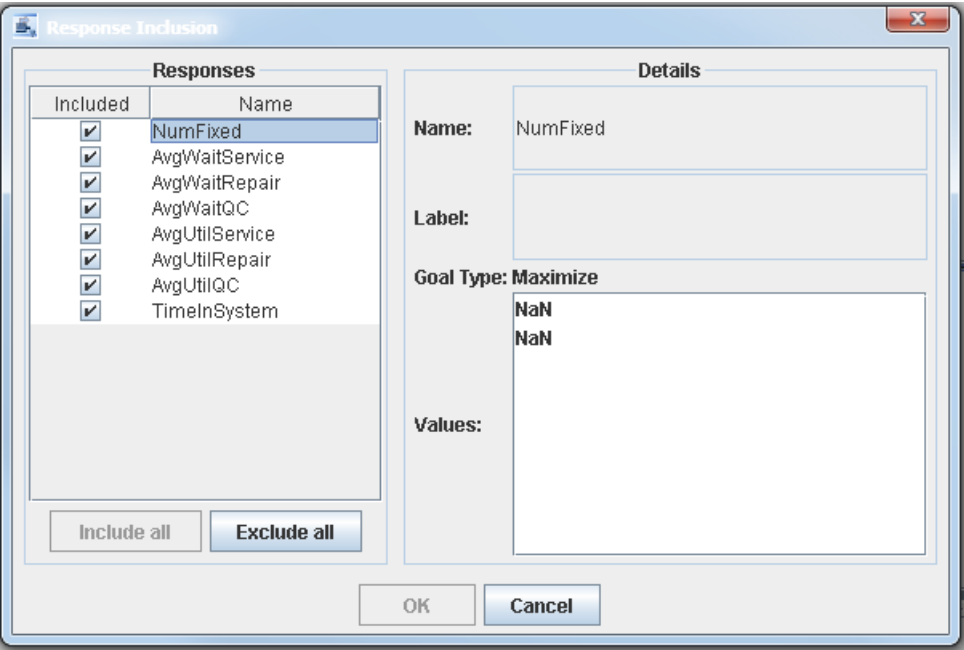 Response Inclusion
x
Responses
Included Name
NumFixed
AvgWaitService
AvgWaitRepair
AvgWaitQC
AvgUtilService
AvgUtilRepair
AvgUtilQC
TimeInSystem
Include all Exclude all
Details
Name: NumFixed
Label:
Goal Type: Maximize
Values: NaN
NaN
OK Cancel